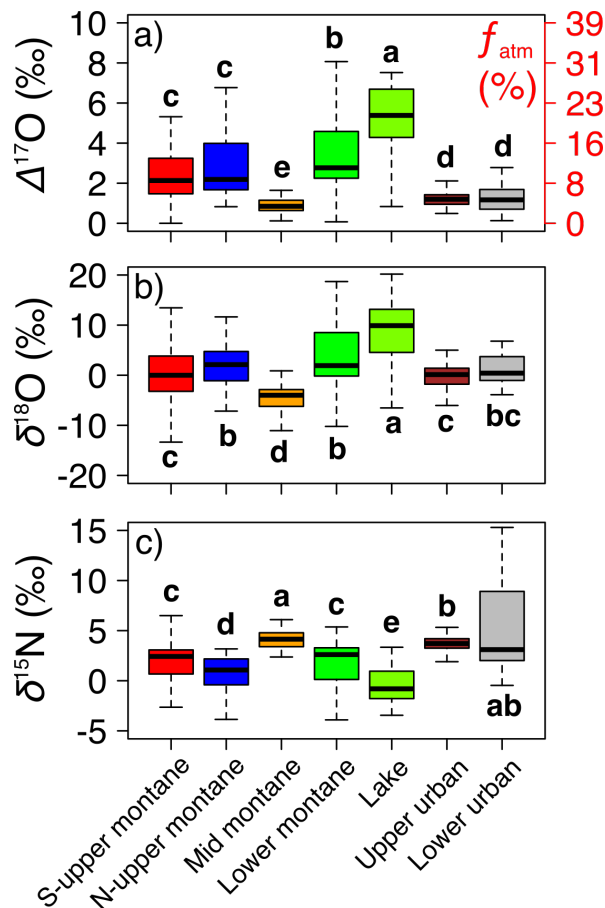 a)
Δ¹⁷O (‰)
10
8
6
4
2
0
c
c
e
b
a
d
d
f atm
(%)
39
31
23
16
8
0
b)
δ¹⁸O (‰)
20
10
0
-10
-20
c
b
d
b
a
c
bc
c)
δ¹⁵N (‰)
15
10
5
0
-5
c
d
a
c
e
b
ab
S-upper montane
N-upper montane
Mid montane
Lower montane
Lake
Upper urban
Lower urban